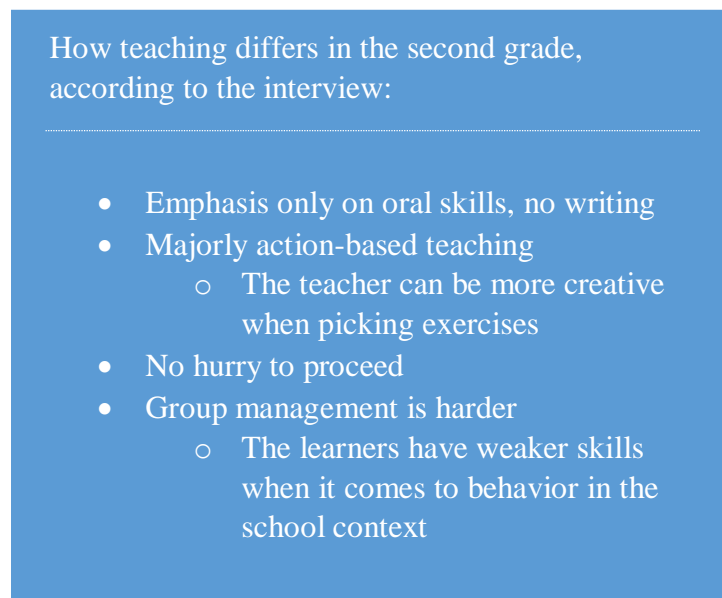 How teaching differs in the second grade,
according to the interview:
• Emphasis only on oral skills, no writing
• Majorly action-based teaching
o The teacher can be more creative
when picking exercises
• No hurry to proceed
• Group management is harder
o The learners have weaker skills
when it comes to behavior in the
school context